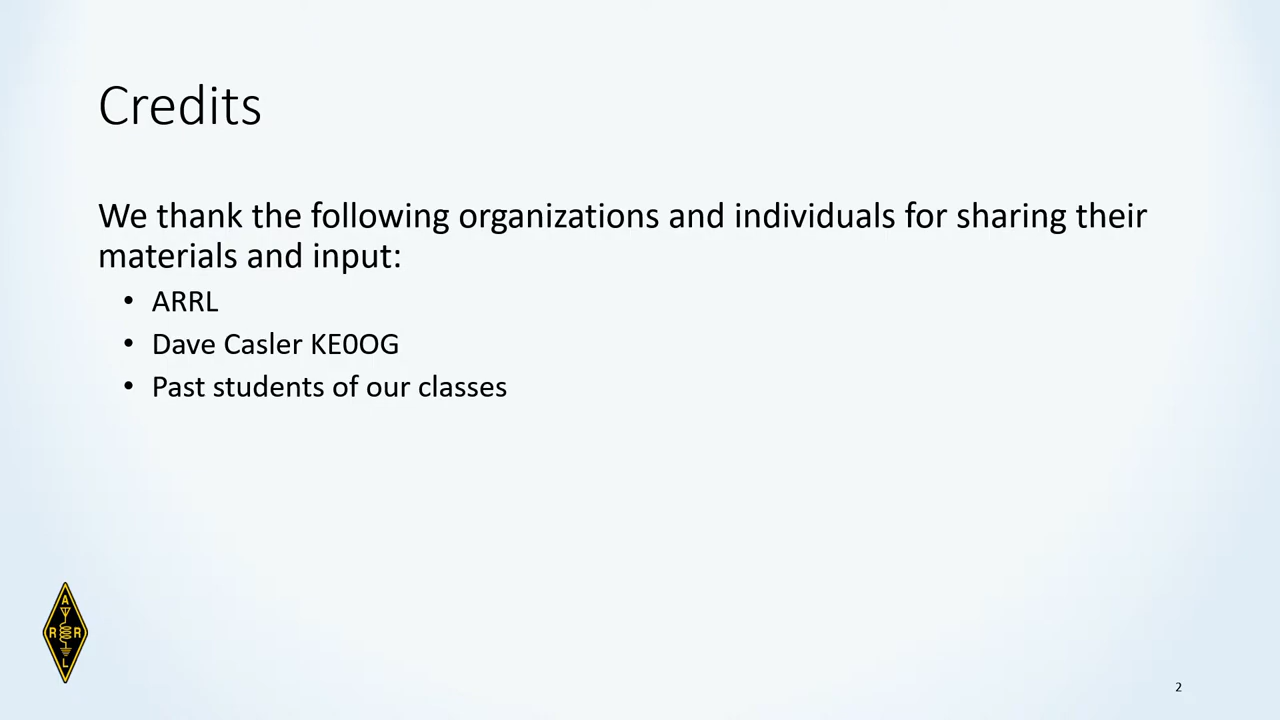 Credits
We thank the following organizations and individuals for sharing their
materials and input:
• ARRL
• Dave Casler KE0OG
• Past students of our classes
A
R R
L
2